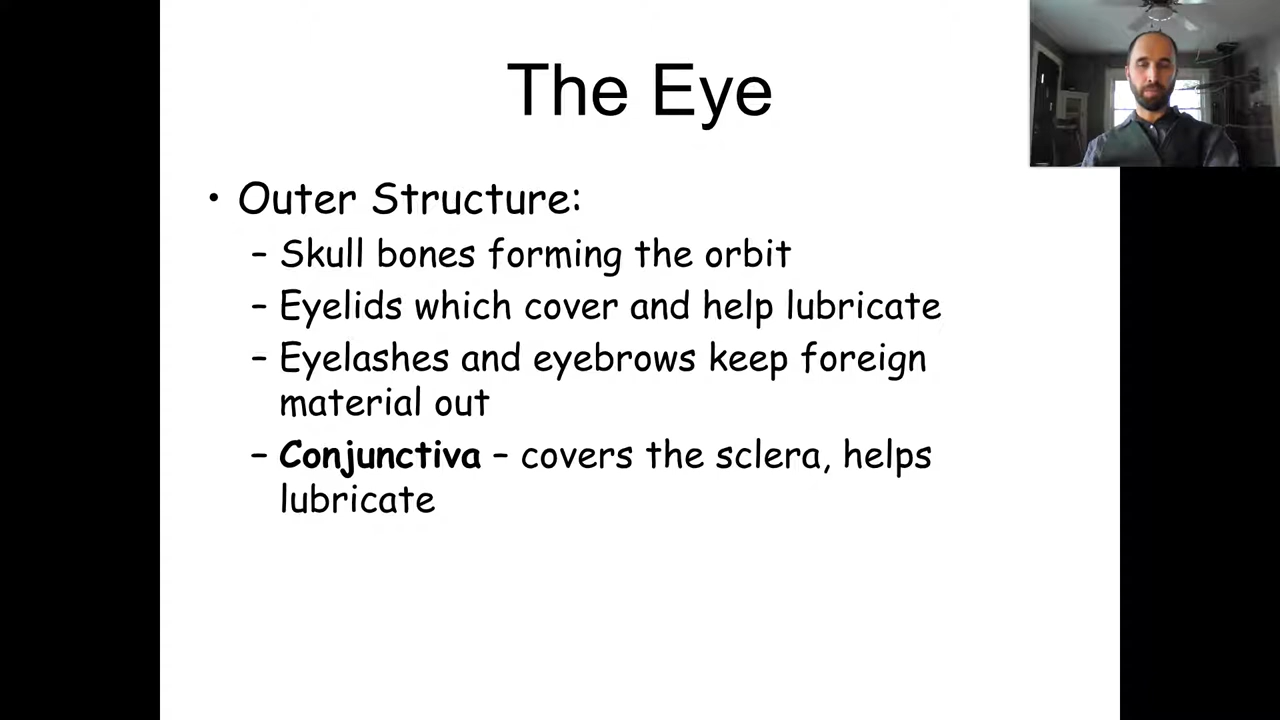 The Eye
• Outer Structure:
– Skull bones forming the orbit
– Eyelids which cover and help lubricate
– Eyelashes and eyebrows keep foreign
material out
– Conjunctiva – covers the sclera, helps
lubricate